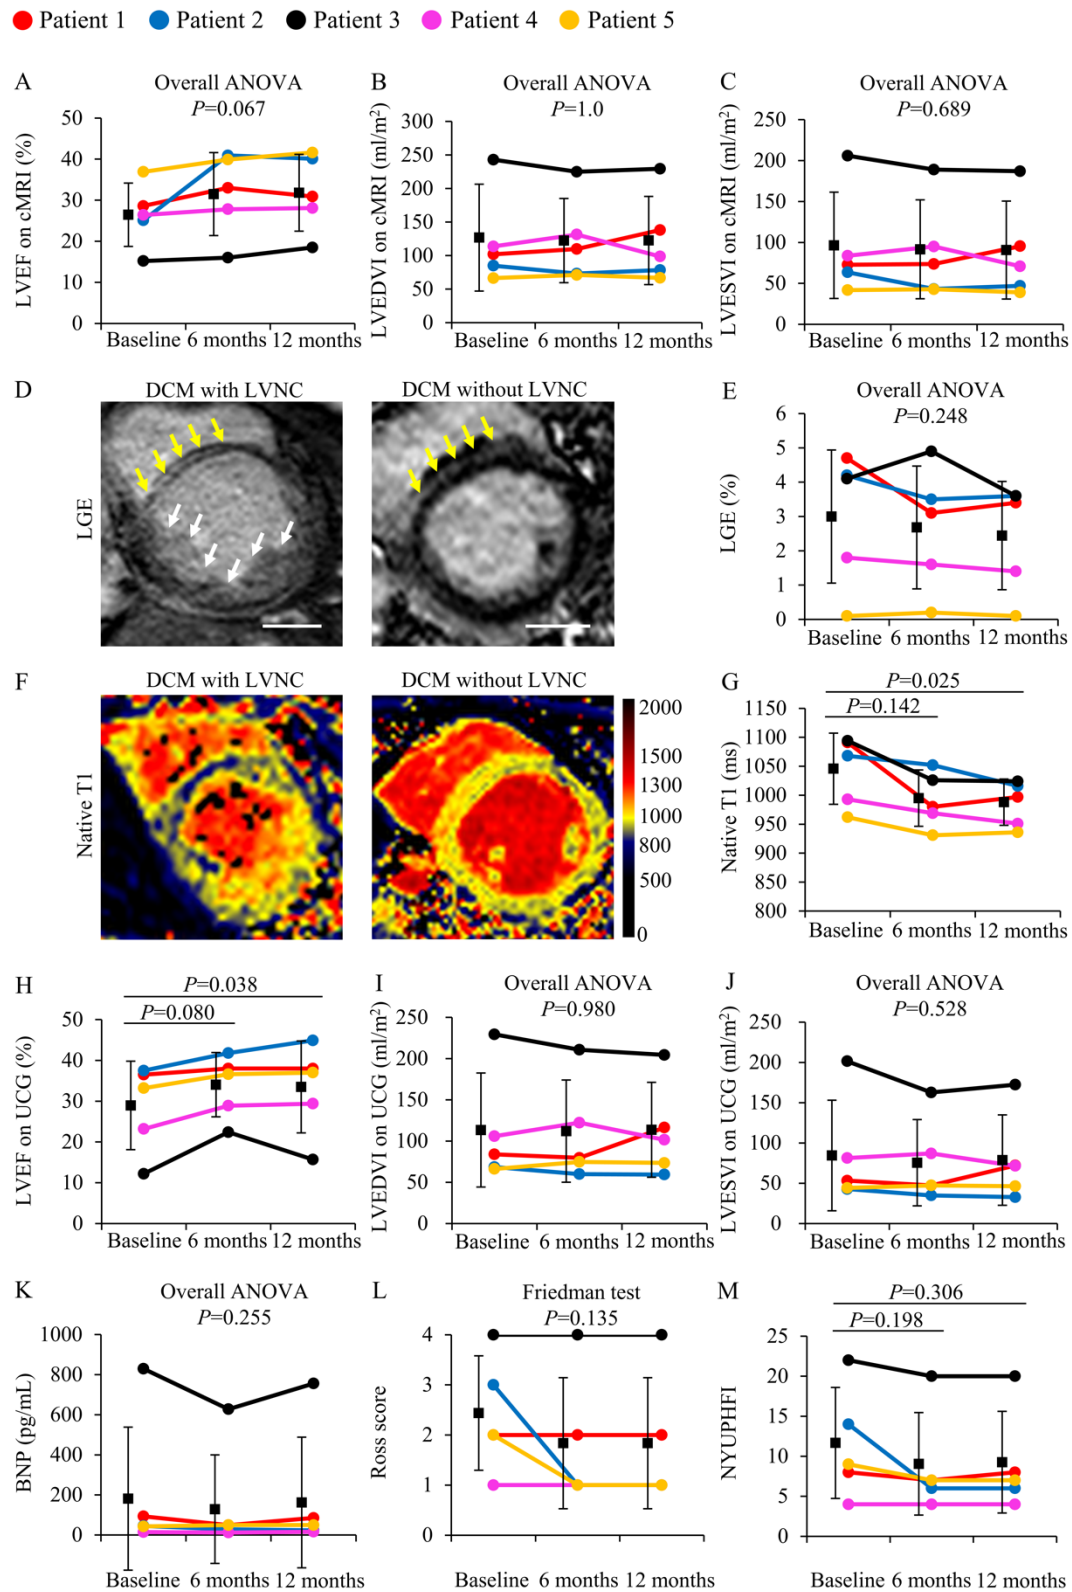 Patient 1 Patient 2 Patient 3 Patient 4 Patient 5
A
Overall ANOVA
P=0.067
LVEF on cMRI (%)
50
40
30
20
10
0
Baseline 6 months 12 months
B
Overall ANOVA
P=1.0
LVEDVI on cMRI (ml/m²)
300
250
200
150
100
50
0
Baseline 6 months 12 months
C
Overall ANOVA
P=0.689
LVESVI on cMRI (ml/m²)
250
200
150
100
50
0
Baseline 6 months 12 months
D
DCM with LVNC
DCM without LVNC
LGE
E
Overall ANOVA
P=0.248
LGE (%)
6
5
4
3
2
1
0
Baseline 6 months 12 months
F
DCM with LVNC
DCM without LVNC
Native T1
2000
1500
1300
1000
800
500
0
G
P=0.025
P=0.142
Native T1 (ms)
1150
1100
1050
1000
950
900
850
800
Baseline 6 months 12 months
H
P=0.038
P=0.080
LVEF on UCG (%)
50
40
30
20
10
0
Baseline 6 months 12 months
I
Overall ANOVA
P=0.980
LVEDVI on UCG (ml/m²)
250
200
150
100
50
0
Baseline 6 months 12 months
J
Overall ANOVA
P=0.528
LVESVI on UCG (ml/m²)
250
200
150
100
50
0
Baseline 6 months 12 months
K
Overall ANOVA
P=0.255
BNP (pg/mL)
1000
800
600
400
200
0
Baseline 6 months 12 months
L
Friedman test
P=0.135
Ross score
4
3
2
1
0
Baseline 6 months 12 months
M
P=0.306
P=0.198
NYUPHFI
25
20
15
10
5
0
Baseline 6 months 12 months